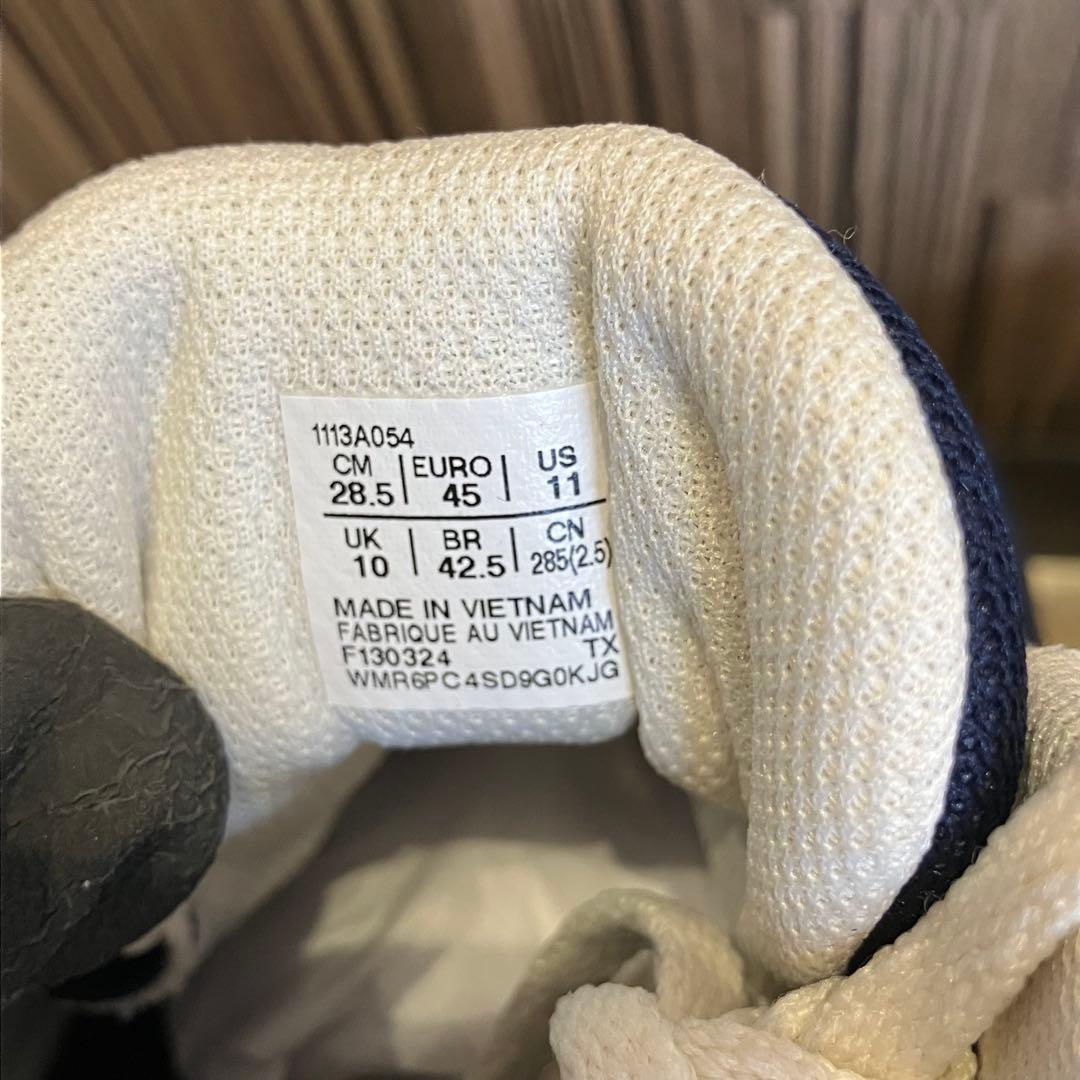 1113A054
CM | EURO | US
28.5 | 45 | 11
UK | BR | CN
10 | 42.5 | 285(2.5)
MADE IN VIETNAM
FABRIQUE AU VIETNAM
F130324 TX
WMR6PC4SD9G0KJG